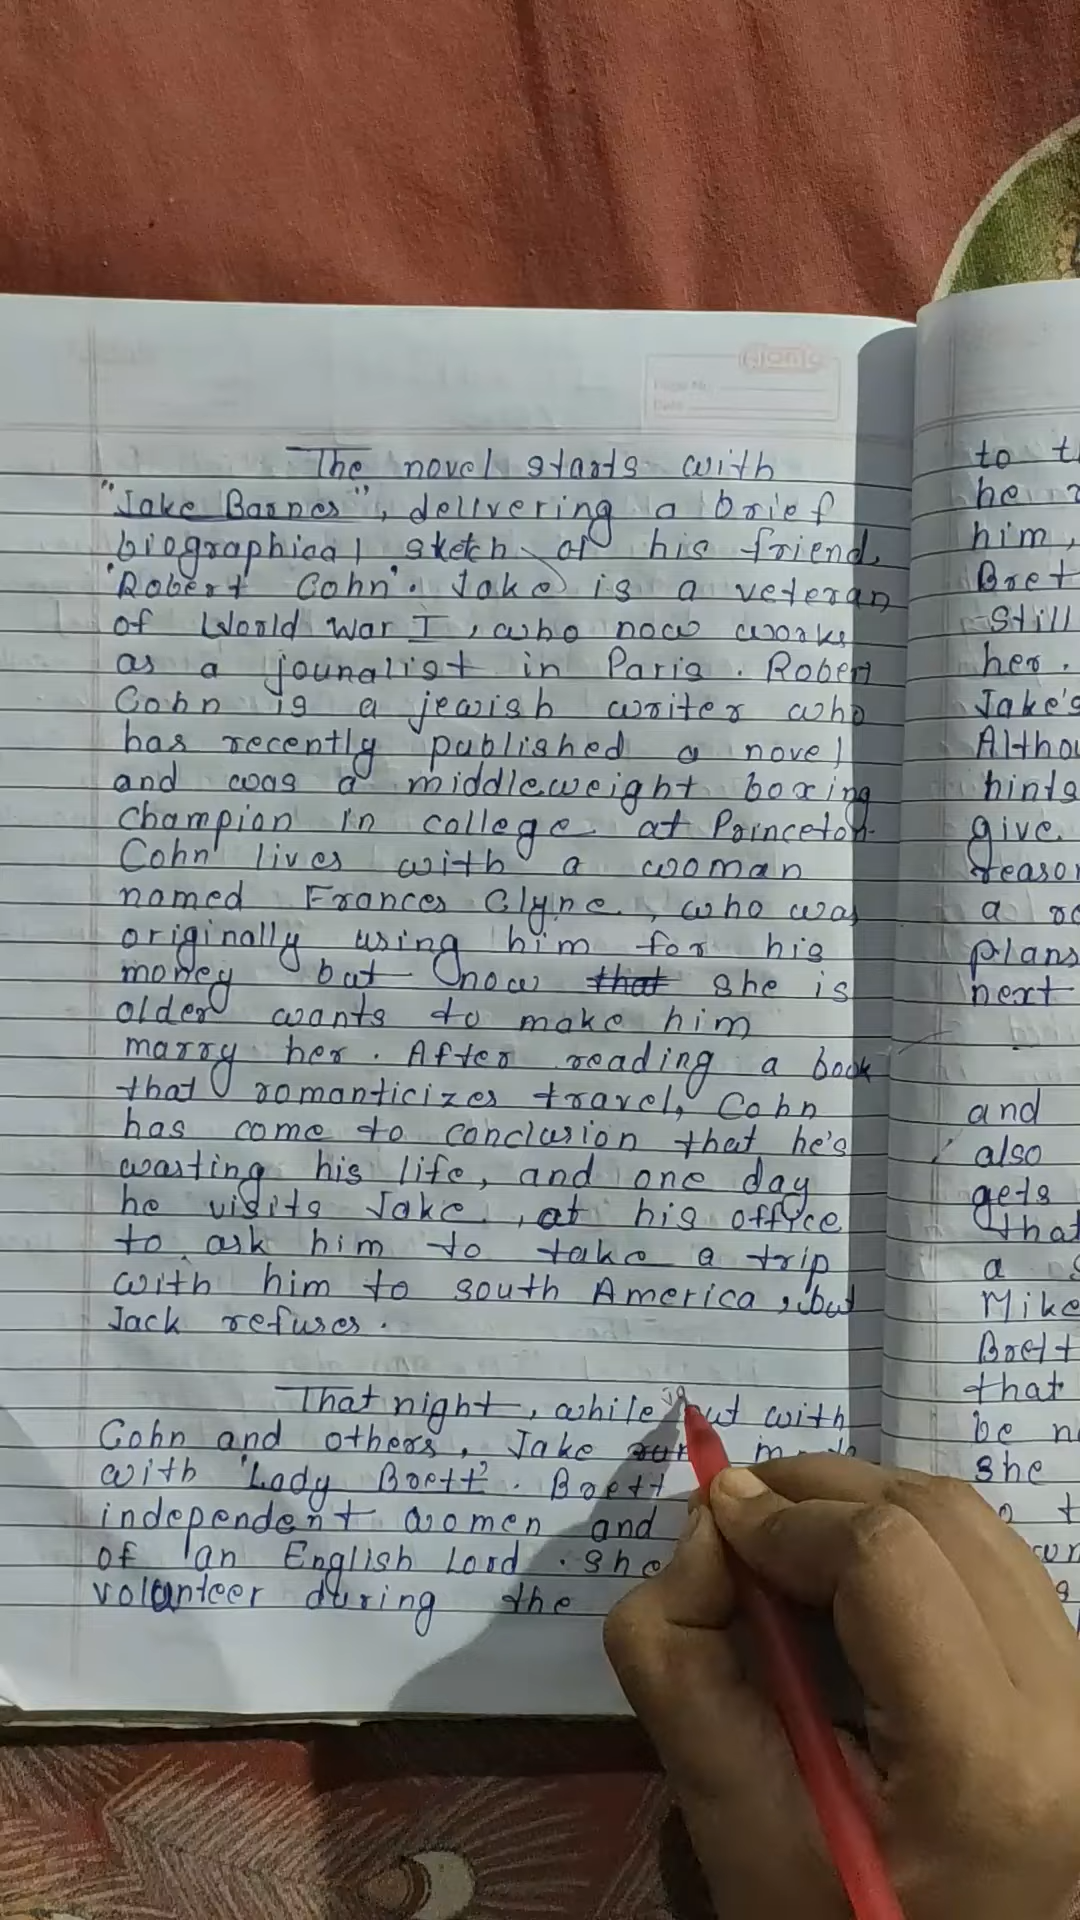 The novel starts with
"Jake Barnes", delivering a brief
biographical sketch of his friend,
'Robert Cohn'. Jake is a veteran
of World War I, who now works
as a jounalist in Paris. Robert
Cohn is a jewish writer who
has recently published a novel
and was a middleweight boxing
champion in college at Princeton.
Cohn lives with a woman
named Frances Clyne, who was
originally using him for his
money but now that she is
older wants to make him
marry her. After reading a book
that romanticizes travel, Cohn
has come to conclusion that he's
wasting his life, and one day
he visits Jake, at his office
to ask him to take a trip
with him to south America, but
Jack refuses.
That night, while out with
Cohn and others, Jake
with 'Lady Brett'. Brett
independent women and
of an English Lord. she
volunteer during the
to
he
him,
Bret
Still
her.
Jake's
Althou
hints
give
reason
a
plans
next
and
also
gets
that
a
Mike
Brett
that
be
she